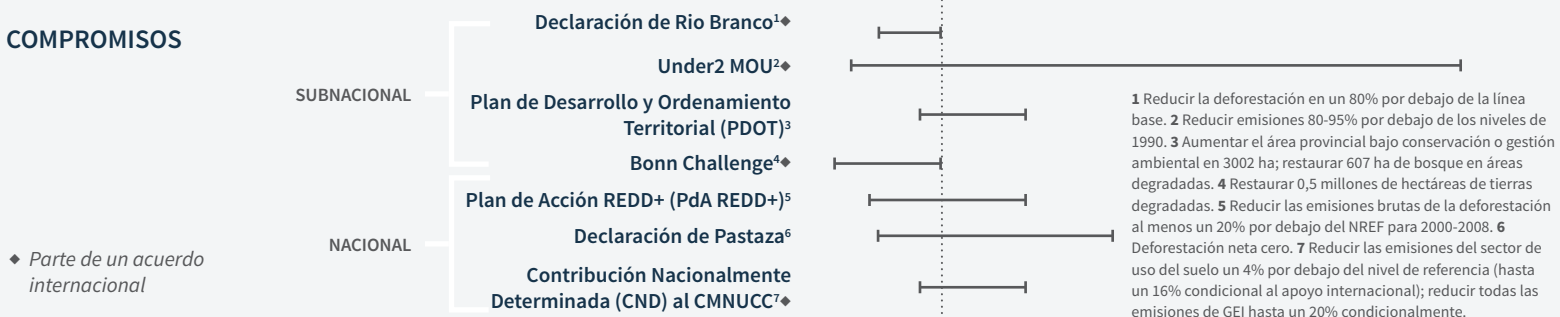 COMPROMISOS
SUBNACIONAL
Declaración de Rio Branco¹◆
Under2 MOU²◆
Plan de Desarrollo y Ordenamiento
Territorial (PDOT)³
Bonn Challenge⁴◆
NACIONAL
Plan de Acción REDD+ (PdA REDD+)⁵
Declaración de Pastaza⁶
Contribución Nacionalmente
Determinada (CND) al CMNUCC⁷◆
◆ Parte de un acuerdo
internacional
1 Reducir la deforestación en un 80% por debajo de la línea
base. 2 Reducir emisiones 80-95% por debajo de los niveles de
1990. 3 Aumentar el área provincial bajo conservación o gestión
ambiental en 3002 ha; restaurar 607 ha de bosque en áreas
degradadas. 4 Restaurar 0,5 millones de hectáreas de tierras
degradadas. 5 Reducir las emisiones brutas de la deforestación
al menos un 20% por debajo del NREF para 2000-2008. 6
Deforestación neta cero. 7 Reducir las emisiones del sector de
uso del suelo un 4% por debajo del nivel de referencia (hasta
un 16% condicional al apoyo internacional); reducir todas las
emisiones de GEI hasta un 20% condicionalmente.